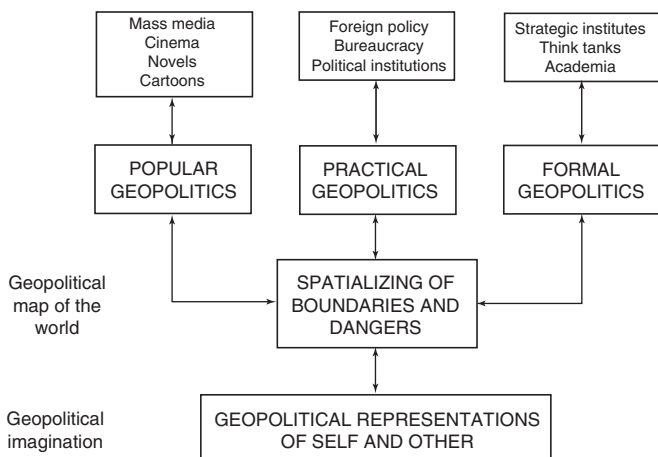 Mass media
Cinema
Novels
Cartoons
Foreign policy
Bureaucracy
Political institutions
Strategic institutes
Think tanks
Academia
POPULAR
GEOPOLITICS
PRACTICAL
GEOPOLITICS
FORMAL
GEOPOLITICS
Geopolitical
map of the
world
SPATIALIZING OF
BOUNDARIES AND
DANGERS
Geopolitical
imagination
GEOPOLITICAL REPRESENTATIONS
OF SELF AND OTHER